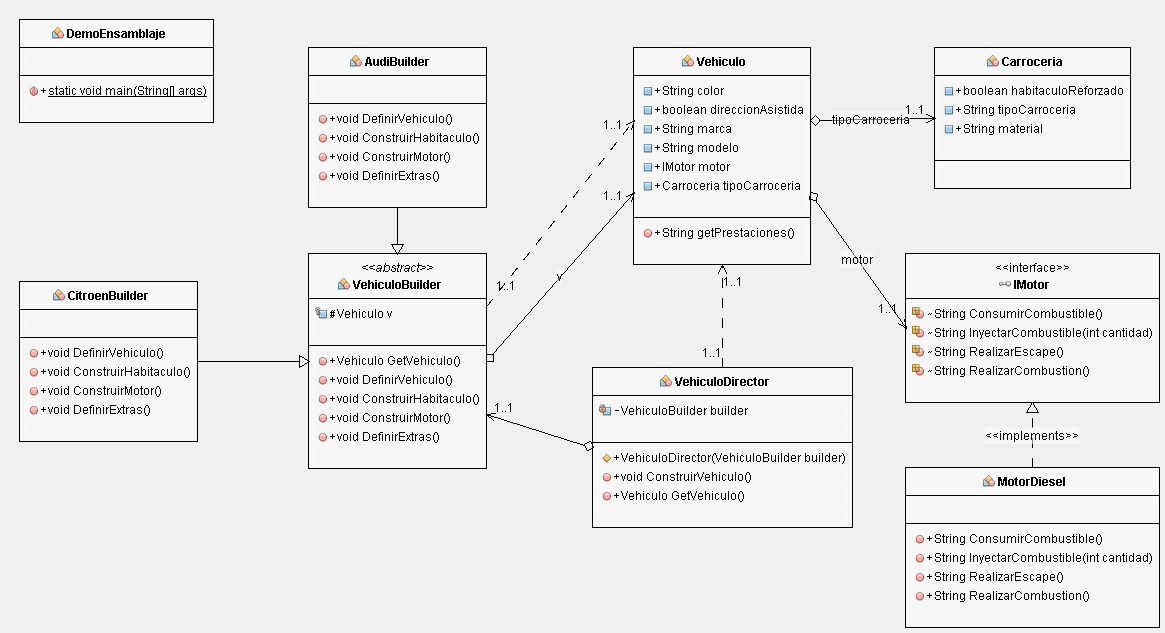 DemoEnsamblaje
+static void main(String[] args)
AudiBuilder
+void DefinirVehiculo()
+void ConstruirHabitaculo()
+void ConstruirMotor()
+void DefinirExtras()
Vehiculo
+String color
+boolean direccionAsistida
+String marca
+String modelo
+IMotor motor
+Carroceria tipoCarroceria
+String getPrestaciones()
Carroceria
+boolean habitaculoReforzado
+String tipoCarroceria
+String material
1..1
tipoCarroceria
1..1
1..1
1..1
v
motor
1..1
1..1
1..1
1..1
CitroenBuilder
+void DefinirVehiculo()
+void ConstruirHabitaculo()
+void ConstruirMotor()
+void DefinirExtras()
<<abstract>>
VehiculoBuilder
#Vehiculo v
+Vehiculo GetVehiculo()
+void DefinirVehiculo()
+void ConstruirHabitaculo()
+void ConstruirMotor()
+void DefinirExtras()
VehiculoDirector
-VehiculoBuilder builder
+VehiculoDirector(VehiculoBuilder builder)
+void ConstruirVehiculo()
+Vehiculo GetVehiculo()
<<interface>>
IMotor
~String ConsumirCombustible()
~String InyectarCombustible(int cantidad)
~String RealizarEscape()
~String RealizarCombustion()
<<implements>>
MotorDiesel
+String ConsumirCombustible()
+String InyectarCombustible(int cantidad)
+String RealizarEscape()
+String RealizarCombustion()